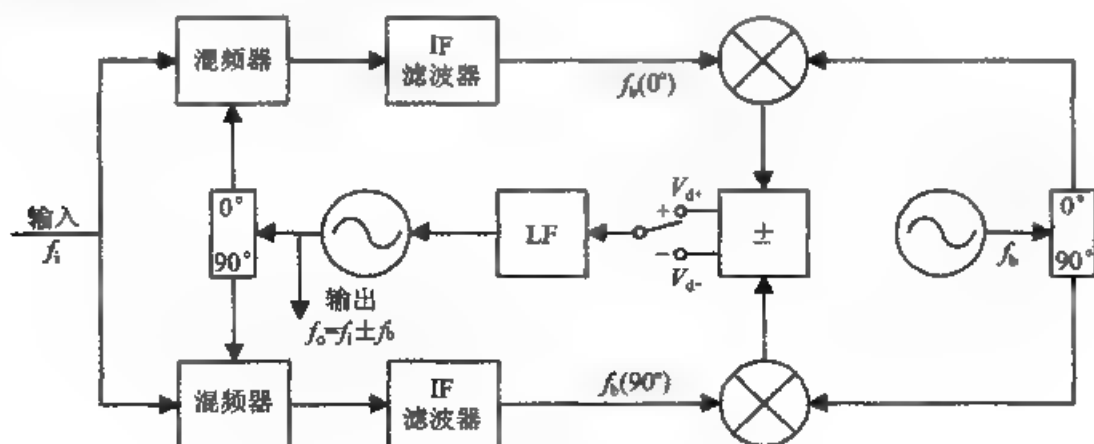 混频器
IF
滤波器
f_b(0°)
输入
f_i
0°
90°
输出
f_o=f_i±f_b
LF
+
V_d+
−
V_d-
±
f_b
0°
90°
混频器
IF
滤波器
f_b(90°)